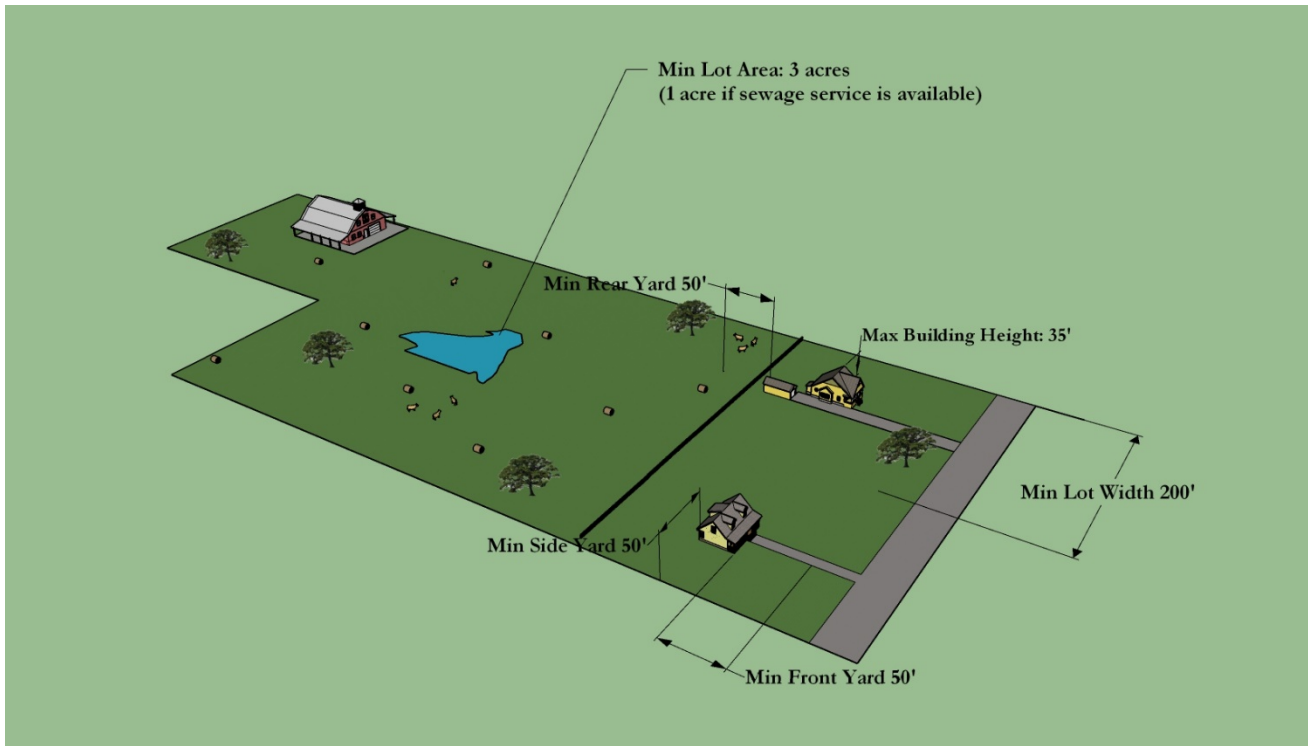 Min Lot Area: 3 acres
(1 acre if sewage service is available)
Min Rear Yard 50'
Max Building Height: 35'
Min Lot Width 200'
Min Side Yard 50'
Min Front Yard 50'